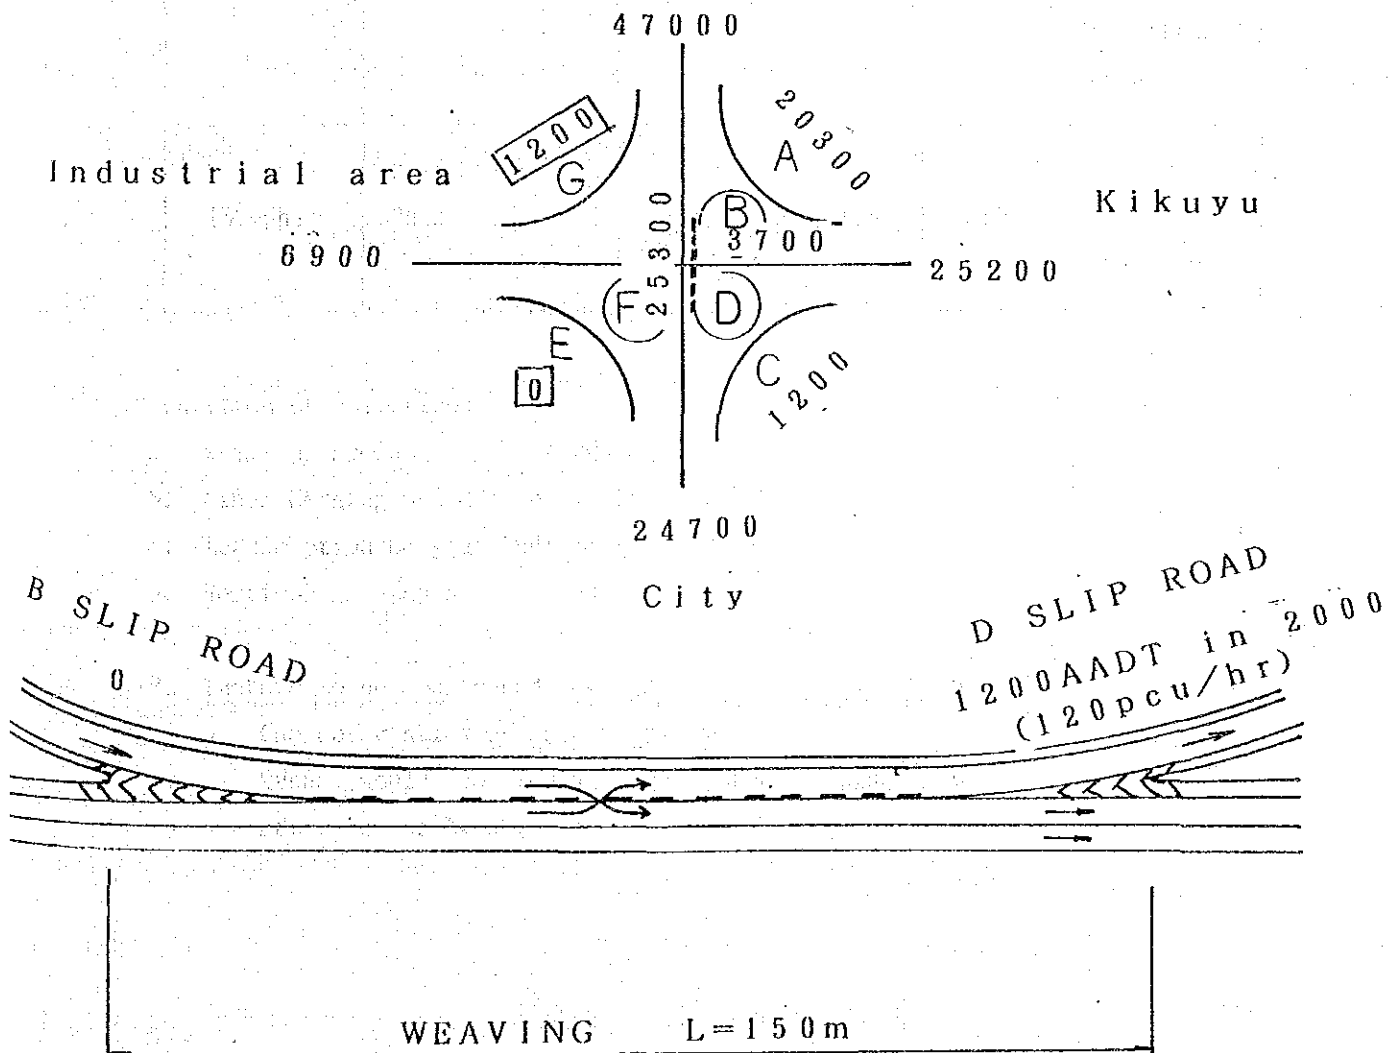 47000
20300
A
1200
G
Industrial area
Kikuyu
B
3700
6900
25300
25200
F
D
E
C
0
1200
24700
City
B SLIP ROAD
0
D SLIP ROAD
1200AADT in 2000
(120pcu/hr)
WEAVING L=150m